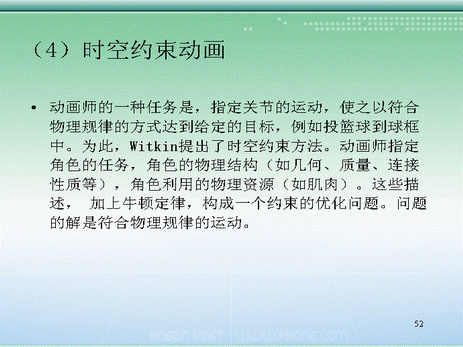 （4）时空约束动画
• 动画师的一种任务是，指定关节的运动，使之以符合
物理规律的方式达到给定的目标，例如投篮球到球框
中。为此，Witkin提出了时空约束方法。动画师指定
角色的任务，角色的物理结构（如几何、质量、连接
性质等），角色利用的物理资源（如肌肉）。这些描
述， 加上牛顿定律，构成一个约束的优化问题。问题
的解是符合物理规律的运动。
52